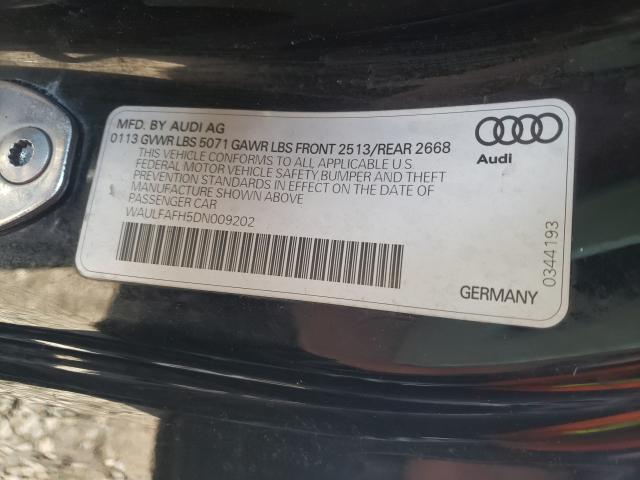 MFD. BY AUDI AG
0113 GVWR LBS 5071 GAWR LBS FRONT 2513/REAR 2668
THIS VEHICLE CONFORMS TO ALL APPLICABLE U.S
FEDERAL MOTOR VEHICLE SAFETY BUMPER AND THEFT
PREVENTION STANDARDS IN EFFECT ON THE DATE OF
MANUFACTURE SHOWN ABOVE
PASSENGER CAR
WAULFAFH5DN009202
Audi
0344193
GERMANY